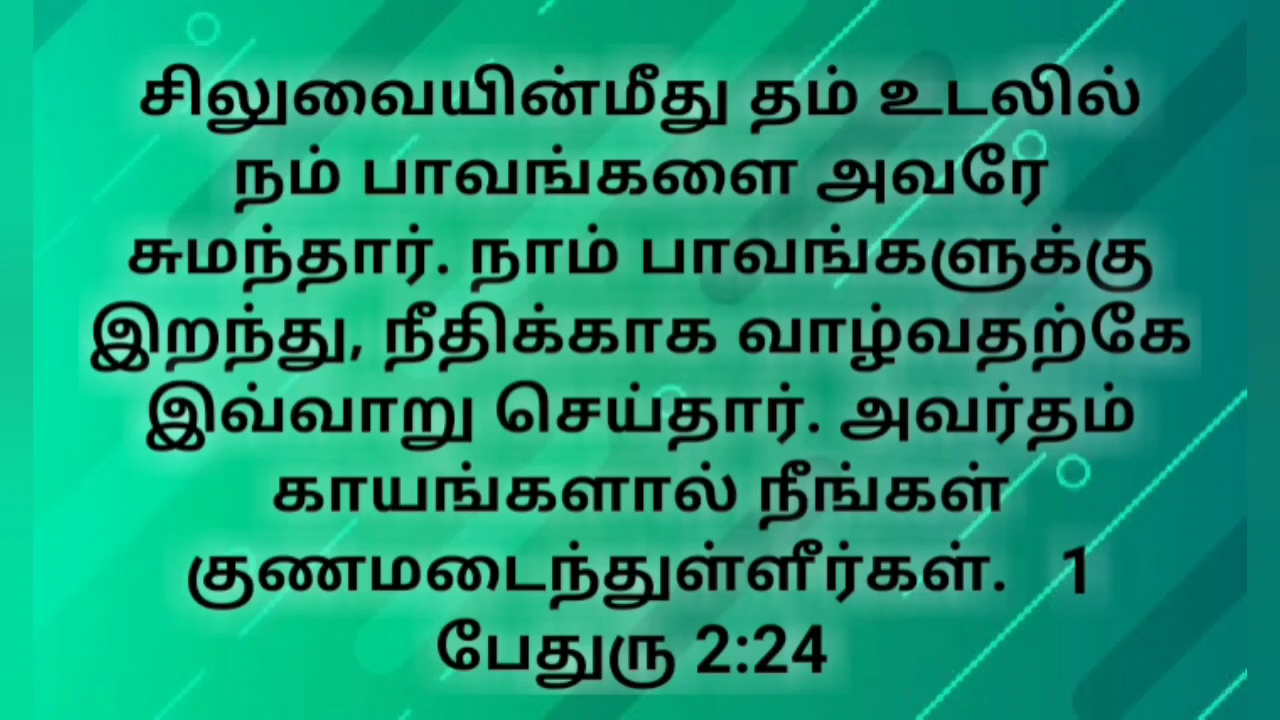 சிலுவையின்மீது தம் உடலில்
நம் பாவங்களை அவரே
சுமந்தார். நாம் பாவங்களுக்கு
இறந்து, நீதிக்காக வாழ்வதற்கே
இவ்வாறு செய்தார். அவர்தம்
காயங்களால் நீங்கள்
குணமடைந்துள்ளீர்கள். 1
பேதுரு 2:24